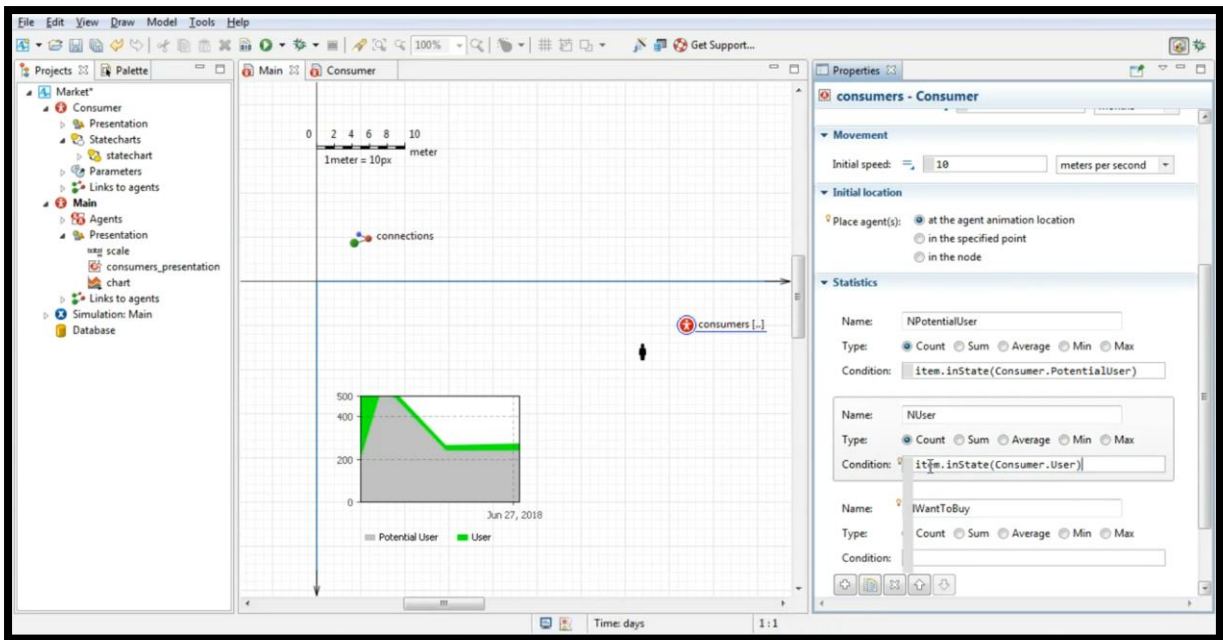 File Edit View Draw Model Tools Help
100% Get Support...
Projects Palette
Main Consumer
Properties
Market*
Consumer
Presentation
Statecharts
statechart
Parameters
Links to agents
Main
Agents
Presentation
scale
consumers_presentation
chart
Links to agents
Simulation: Main
Database
0 2 4 6 8 10
meter
1meter = 10px
connections
consumers [..]
500
400
200
0
Jun 27, 2018
Potential User User
consumers - Consumer
Movement
Initial speed: 10 meters per second
Initial location
Place agent(s): at the agent animation location
in the specified point
in the node
Statistics
Name: NPotentialUser
Type: Count Sum Average Min Max
Condition: item.inState(Consumer.PotentialUser)
Name: NUser
Type: Count Sum Average Min Max
Condition: item.inState(Consumer.User)
Name: WantToBuy
Type: Count Sum Average Min Max
Condition:
Time: days 1:1